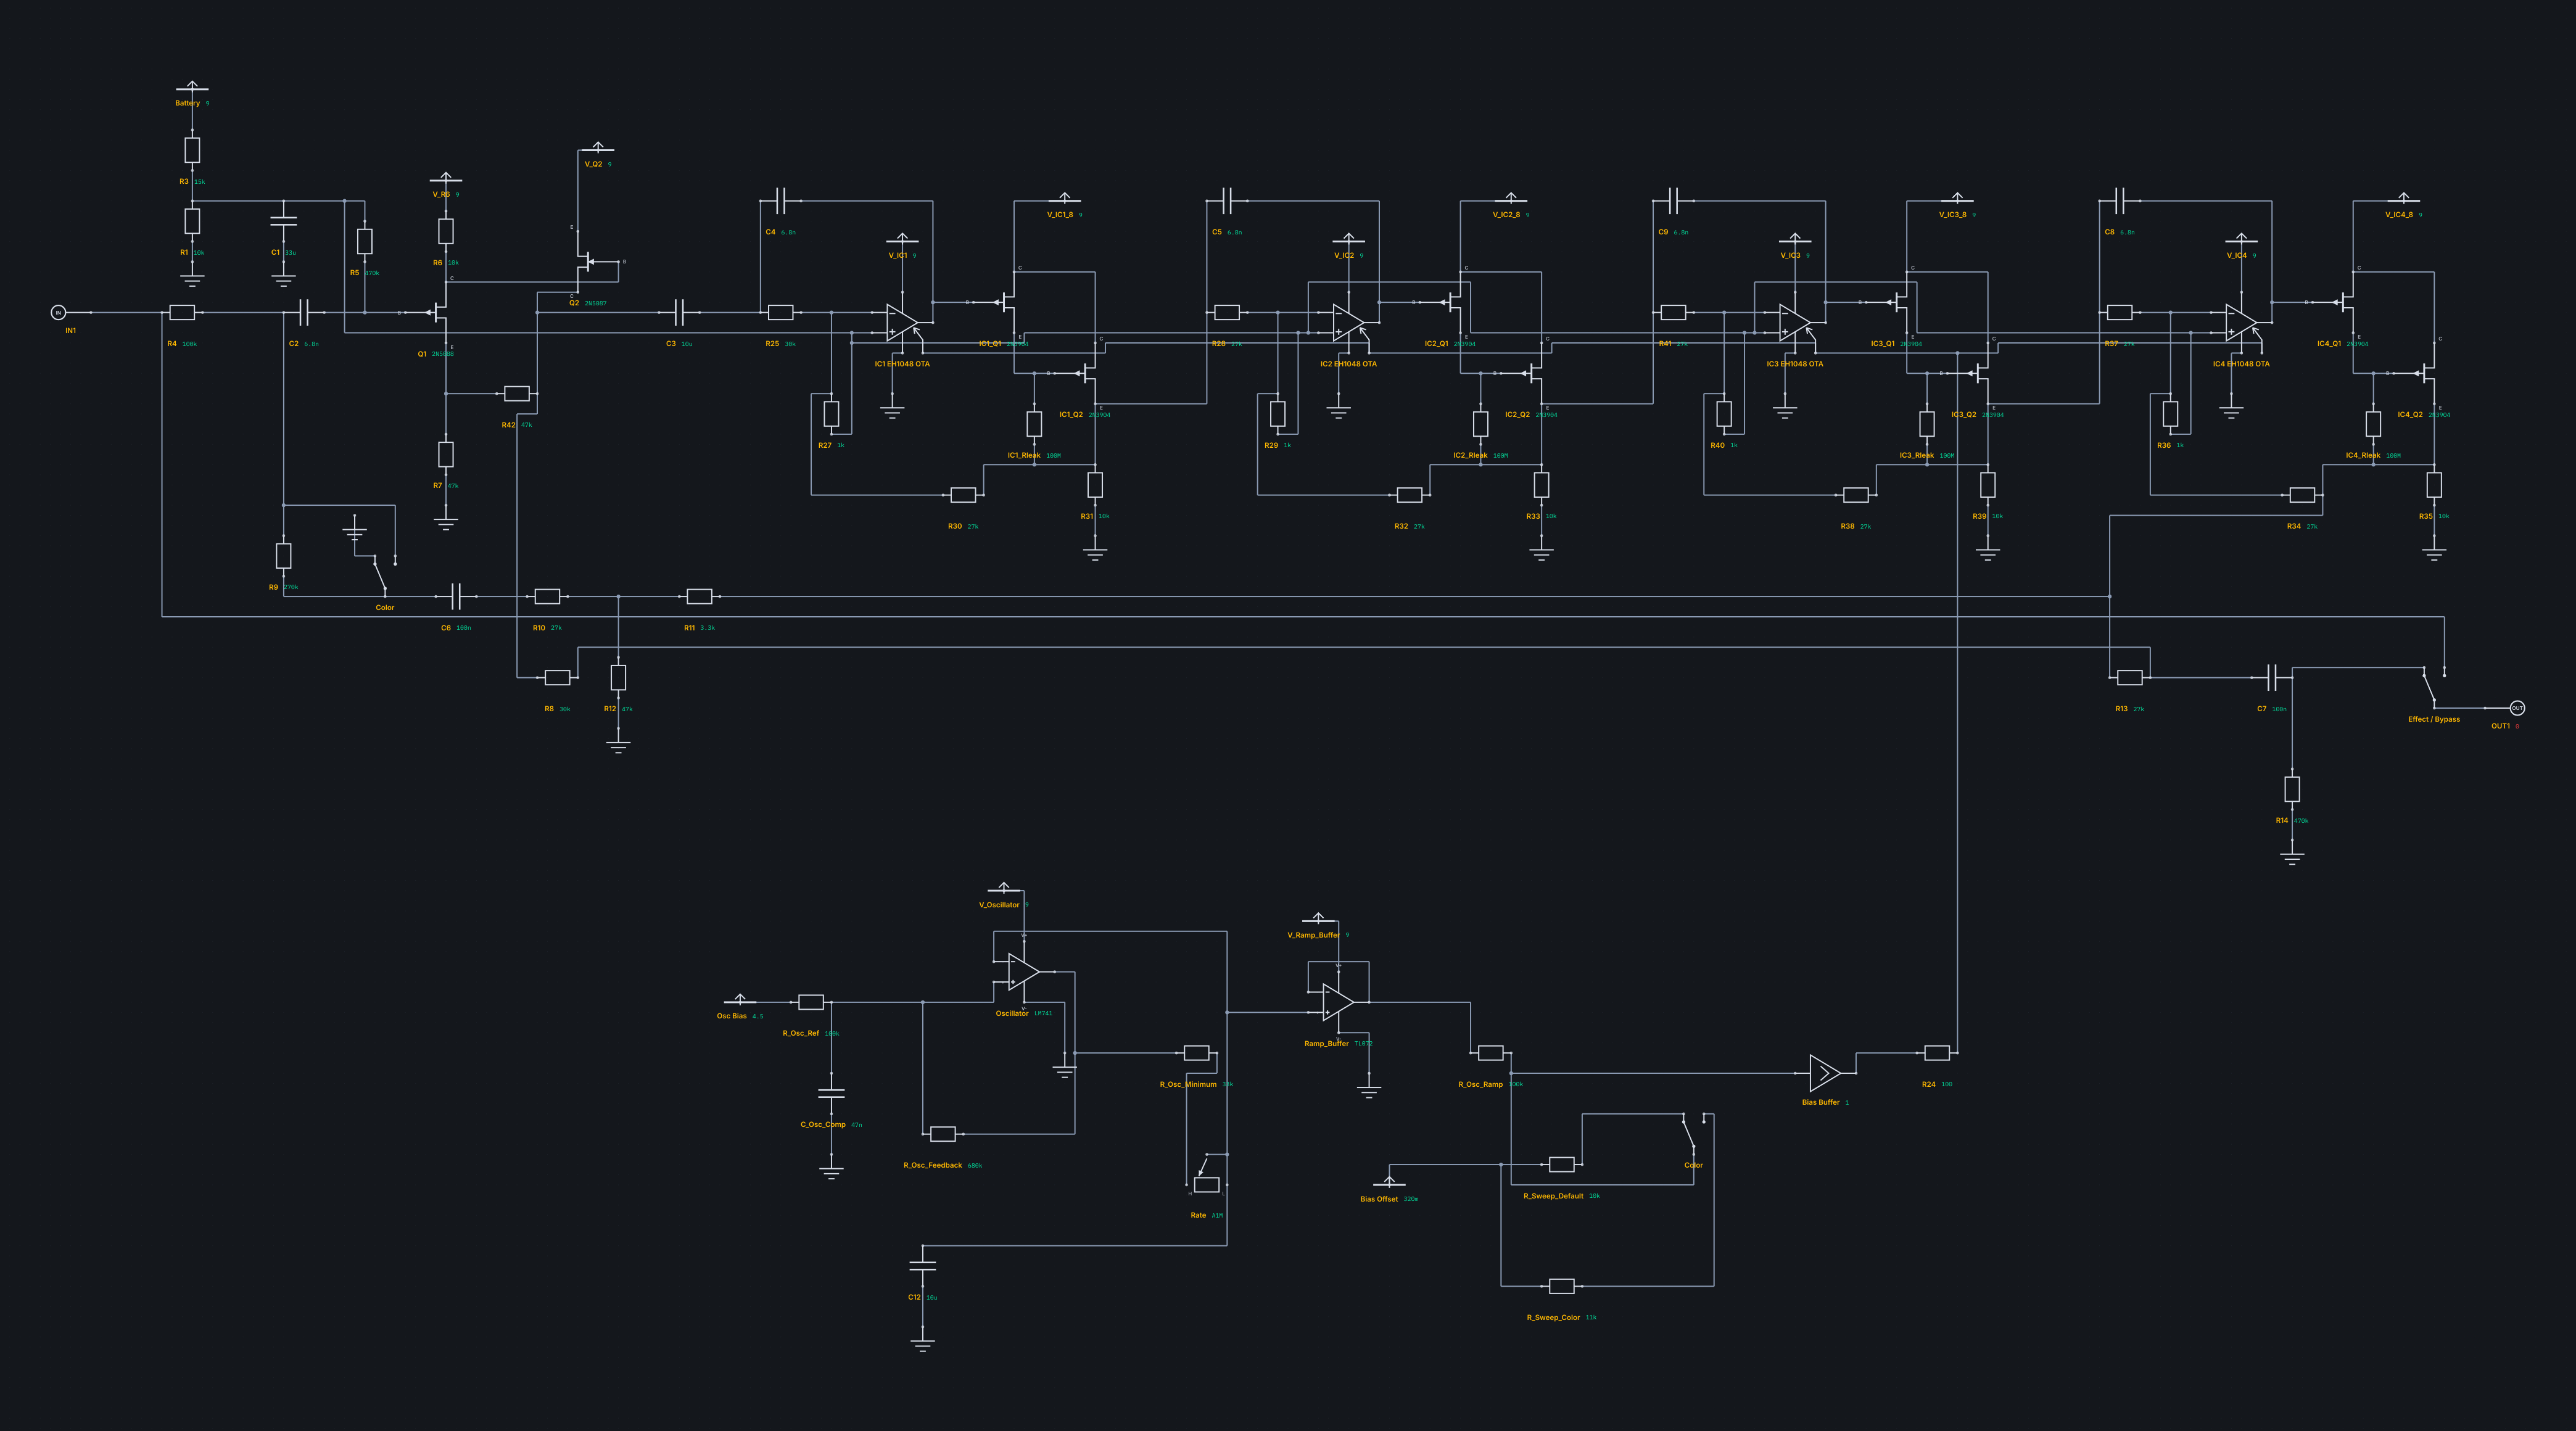 Battery 9
R3 15k
V_Q2 9
V_R6 9
R1 10k
C1 33u
R5 470k
R6 10k
C
E
B
C
Q2 2N5087
C4 6.8n
V_IC1_8 9
V_IC1 9
C5 6.8n
V_IC2_8 9
V_IC2 9
C9 6.8n
V_IC3_8 9
V_IC3 9
C8 6.8n
V_IC4_8 9
V_IC4 9
IN
IN1
R4 100k
C2 6.8n
B
E
Q1 2N5088
C3 10u
R25 30k
IC1 EH1048 OTA
B
C
E
IC1_Q1 2N3904
C
R28 27k
IC2 EH1048 OTA
B
C
E
IC2_Q1 2N3904
C
R41 27k
IC3 EH1048 OTA
B
C
E
IC3_Q1 2N3904
C
R37 27k
IC4 EH1048 OTA
B
C
E
IC4_Q1 2N3904
C
R42 47k
B
E
IC1_Q2 2N3904
B
E
IC2_Q2 2N3904
B
E
IC3_Q2 2N3904
B
E
IC4_Q2 2N3904
R27 1k
IC1_Rleak 100M
R29 1k
IC2_Rleak 100M
R40 1k
IC3_Rleak 100M
R36 1k
IC4_Rleak 100M
R7 47k
R30 27k
R31 10k
R32 27k
R33 10k
R38 27k
R39 10k
R34 27k
R35 10k
R9 270k
Color
C6 100n
R10 27k
R11 3.3k
R8 30k
R12 47k
R13 27k
C7 100n
Effect / Bypass
OUT
OUT1 8
R14 470k
V_Oscillator 9
V_Ramp_Buffer 9
V+
V-
Oscillator LM741
Osc Bias 4.5
R_Osc_Ref 100k
V+
V-
Ramp_Buffer TL072
R_Osc_Minimum 33k
R_Osc_Ramp 100k
Bias Buffer 1
R24 100
C_Osc_Comp 47n
R_Osc_Feedback 680k
H
L
Rate A1M
Bias Offset 320m
R_Sweep_Default 10k
Color
C12 10u
R_Sweep_Color 11k